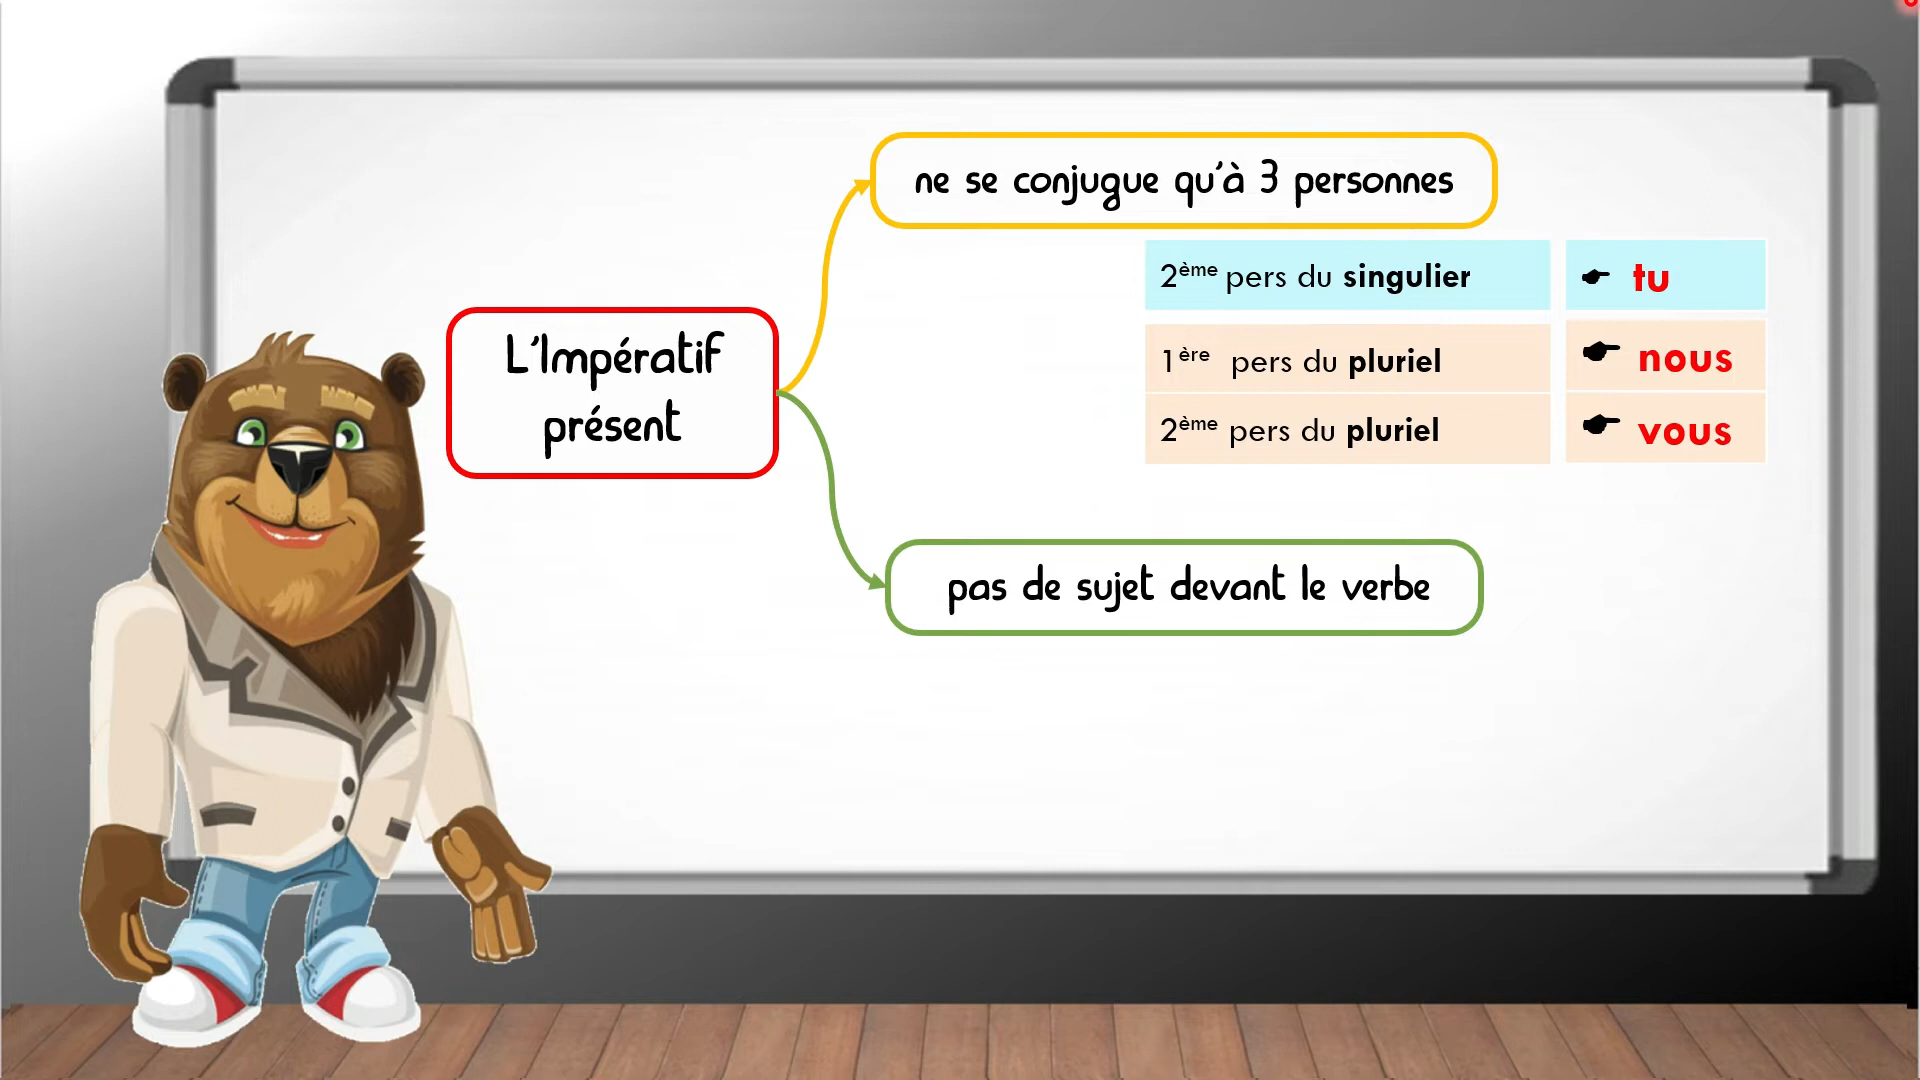 ne se conjugue qu'à 3 personnes
2ème pers du singulier ☛ tu
L'Impératif
présent
1ère pers du pluriel ☛ nous
2ème pers du pluriel ☛ vous
pas de sujet devant le verbe